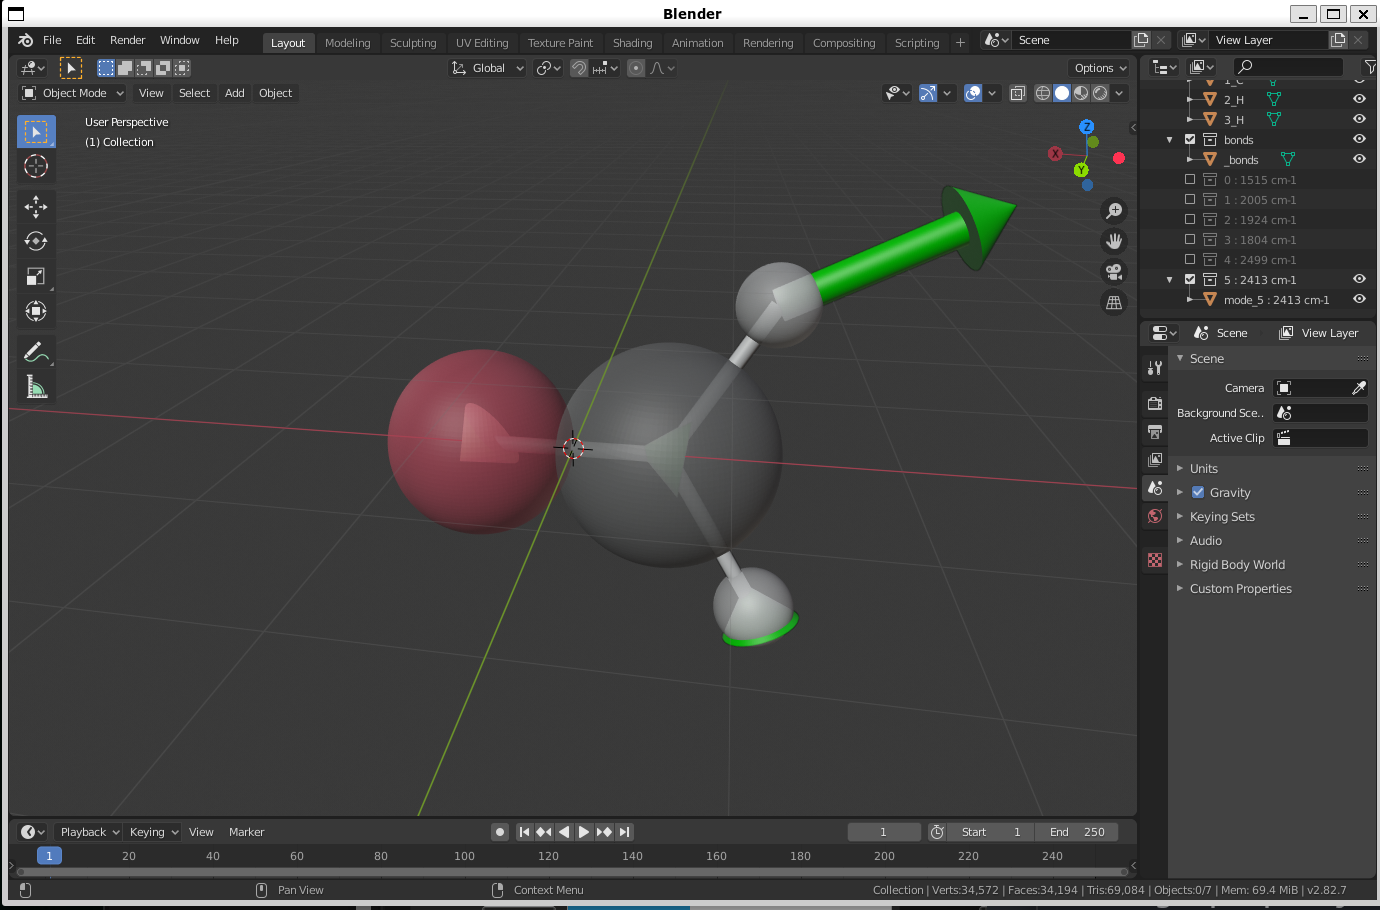 Blender
File Edit Render Window Help Layout Modeling Sculpting UV Editing Texture Paint Shading Animation Rendering Compositing Scripting + Scene View Layer
Global Options
Object Mode View Select Add Object
User Perspective
(1) Collection
Z
X
Y
1_C
2_H
3_H
bonds
_bonds
0 : 1515 cm-1
1 : 2005 cm-1
2 : 1924 cm-1
3 : 1804 cm-1
4 : 2499 cm-1
5 : 2413 cm-1
mode_5 : 2413 cm-1
Scene View Layer
Scene
Camera
Background Sce..
Active Clip
Units
Gravity
Keying Sets
Audio
Rigid Body World
Custom Properties
Playback Keying View Marker 1 Start 1 End 250
1 20 40 60 80 100 120 140 160 180 200 220 240
Pan View Context Menu Collection | Verts:34,572 | Faces:34,194 | Tris:69,084 | Objects:0/7 | Mem: 69.4 MiB | v2.82.7